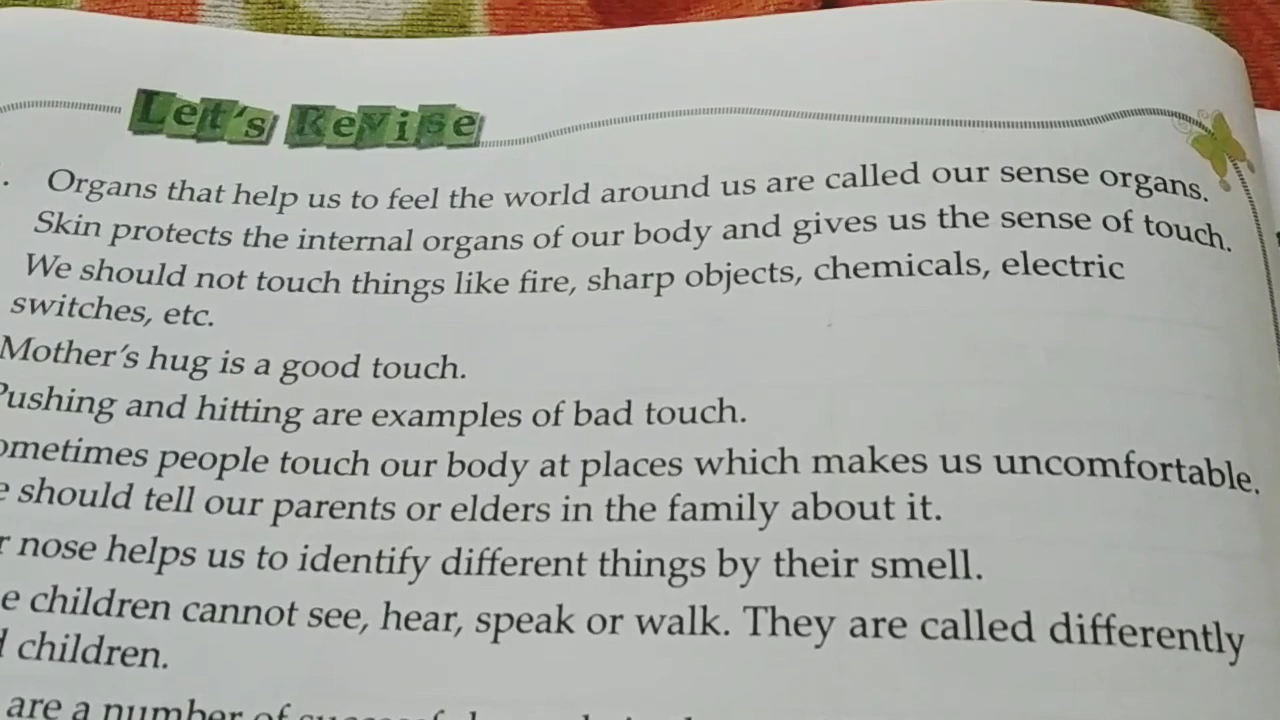 Let's Revise
. Organs that help us to feel the world around us are called our sense organs.
Skin protects the internal organs of our body and gives us the sense of touch.
We should not touch things like fire, sharp objects, chemicals, electric
switches, etc.
Mother's hug is a good touch.
Pushing and hitting are examples of bad touch.
ometimes people touch our body at places which makes us uncomfortable.
e should tell our parents or elders in the family about it.
r nose helps us to identify different things by their smell.
e children cannot see, hear, speak or walk. They are called differently
d children.
are a number of